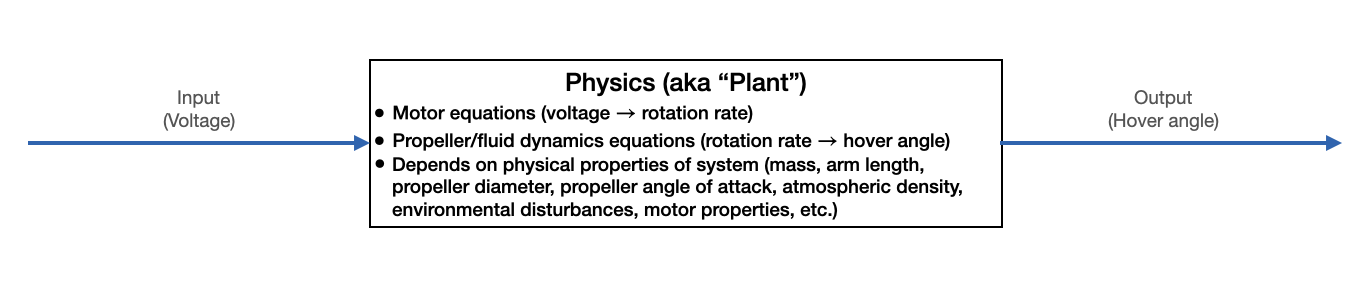 Physics (aka “Plant”)
Input
(Voltage)
● Motor equations (voltage → rotation rate)
● Propeller/fluid dynamics equations (rotation rate → hover angle)
● Depends on physical properties of system (mass, arm length,
propeller diameter, propeller angle of attack, atmospheric density,
environmental disturbances, motor properties, etc.)
Output
(Hover angle)